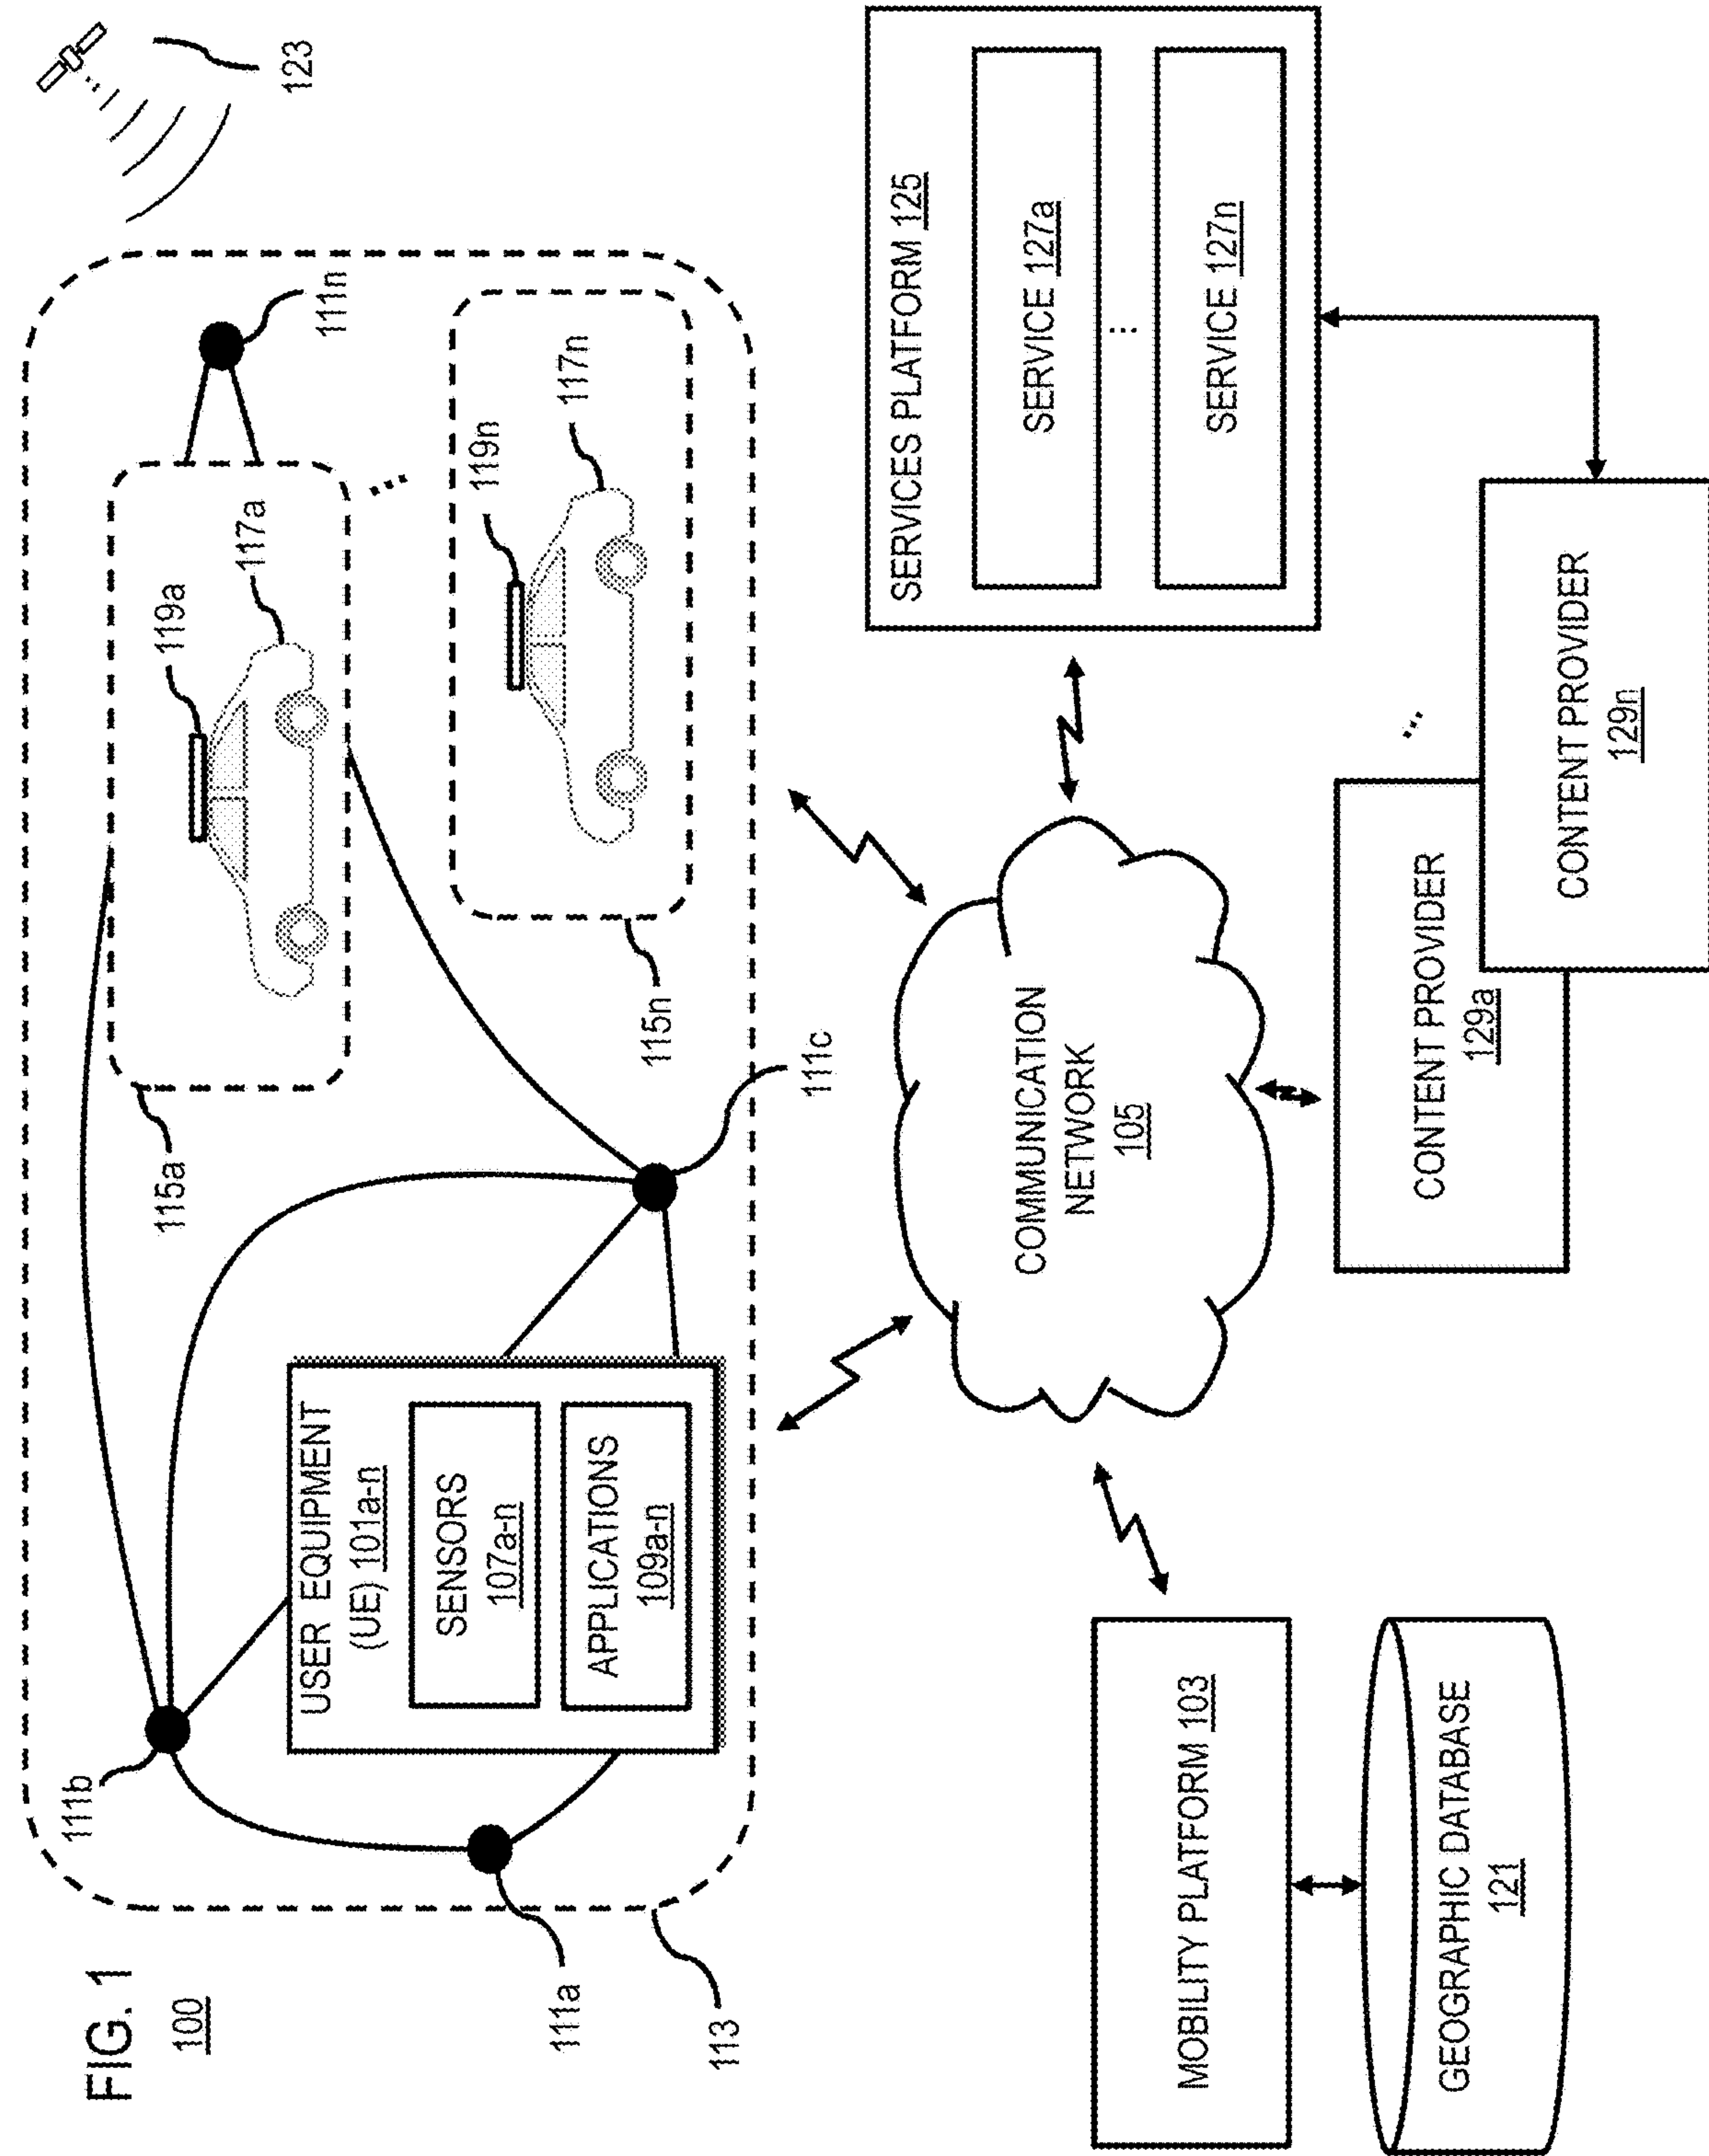 FIG. 1
100
123
111b
111n
119a
117a
115a
119n
117n
115n
111c
111a
113
USER EQUIPMENT
(UE) 101a-n
SENSORS
107a-n
APPLICATIONS
109a-n
COMMUNICATION
NETWORK
105
SERVICES PLATFORM 125
SERVICE 127a
...
SERVICE 127n
MOBILITY PLATFORM 103
GEOGRAPHIC DATABASE
121
CONTENT PROVIDER
129a
...
CONTENT PROVIDER
129n